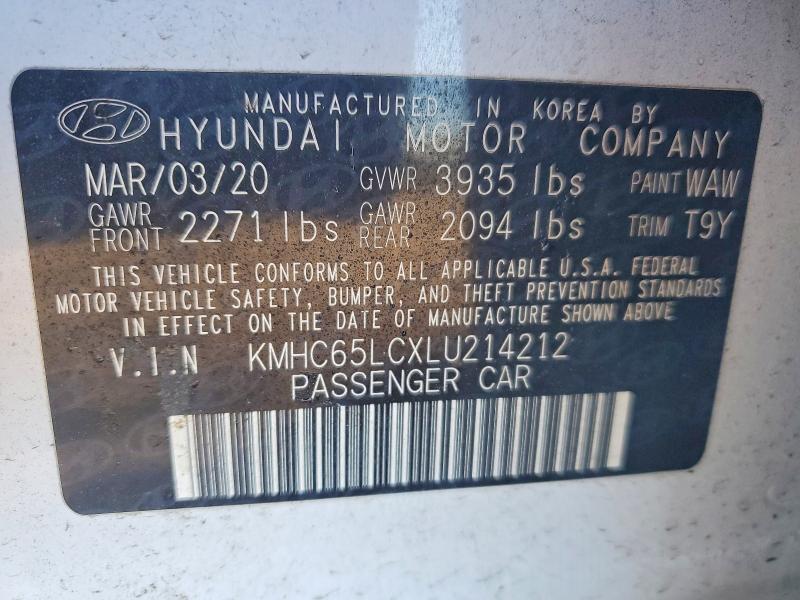 MANUFACTURED IN KOREA BY
HYUNDAI MOTOR COMPANY
MAR/03/20 GVWR 3935 lbs PAINT WAW
GAWR FRONT 2271 lbs GAWR REAR 2094 lbs TRIM T9Y
THIS VEHICLE CONFORMS TO ALL APPLICABLE U.S.A. FEDERAL
MOTOR VEHICLE SAFETY, BUMPER, AND THEFT PREVENTION STANDARDS
IN EFFECT ON THE DATE OF MANUFACTURE SHOWN ABOVE
V.I.N KMHC65LCXLU214212
PASSENGER CAR